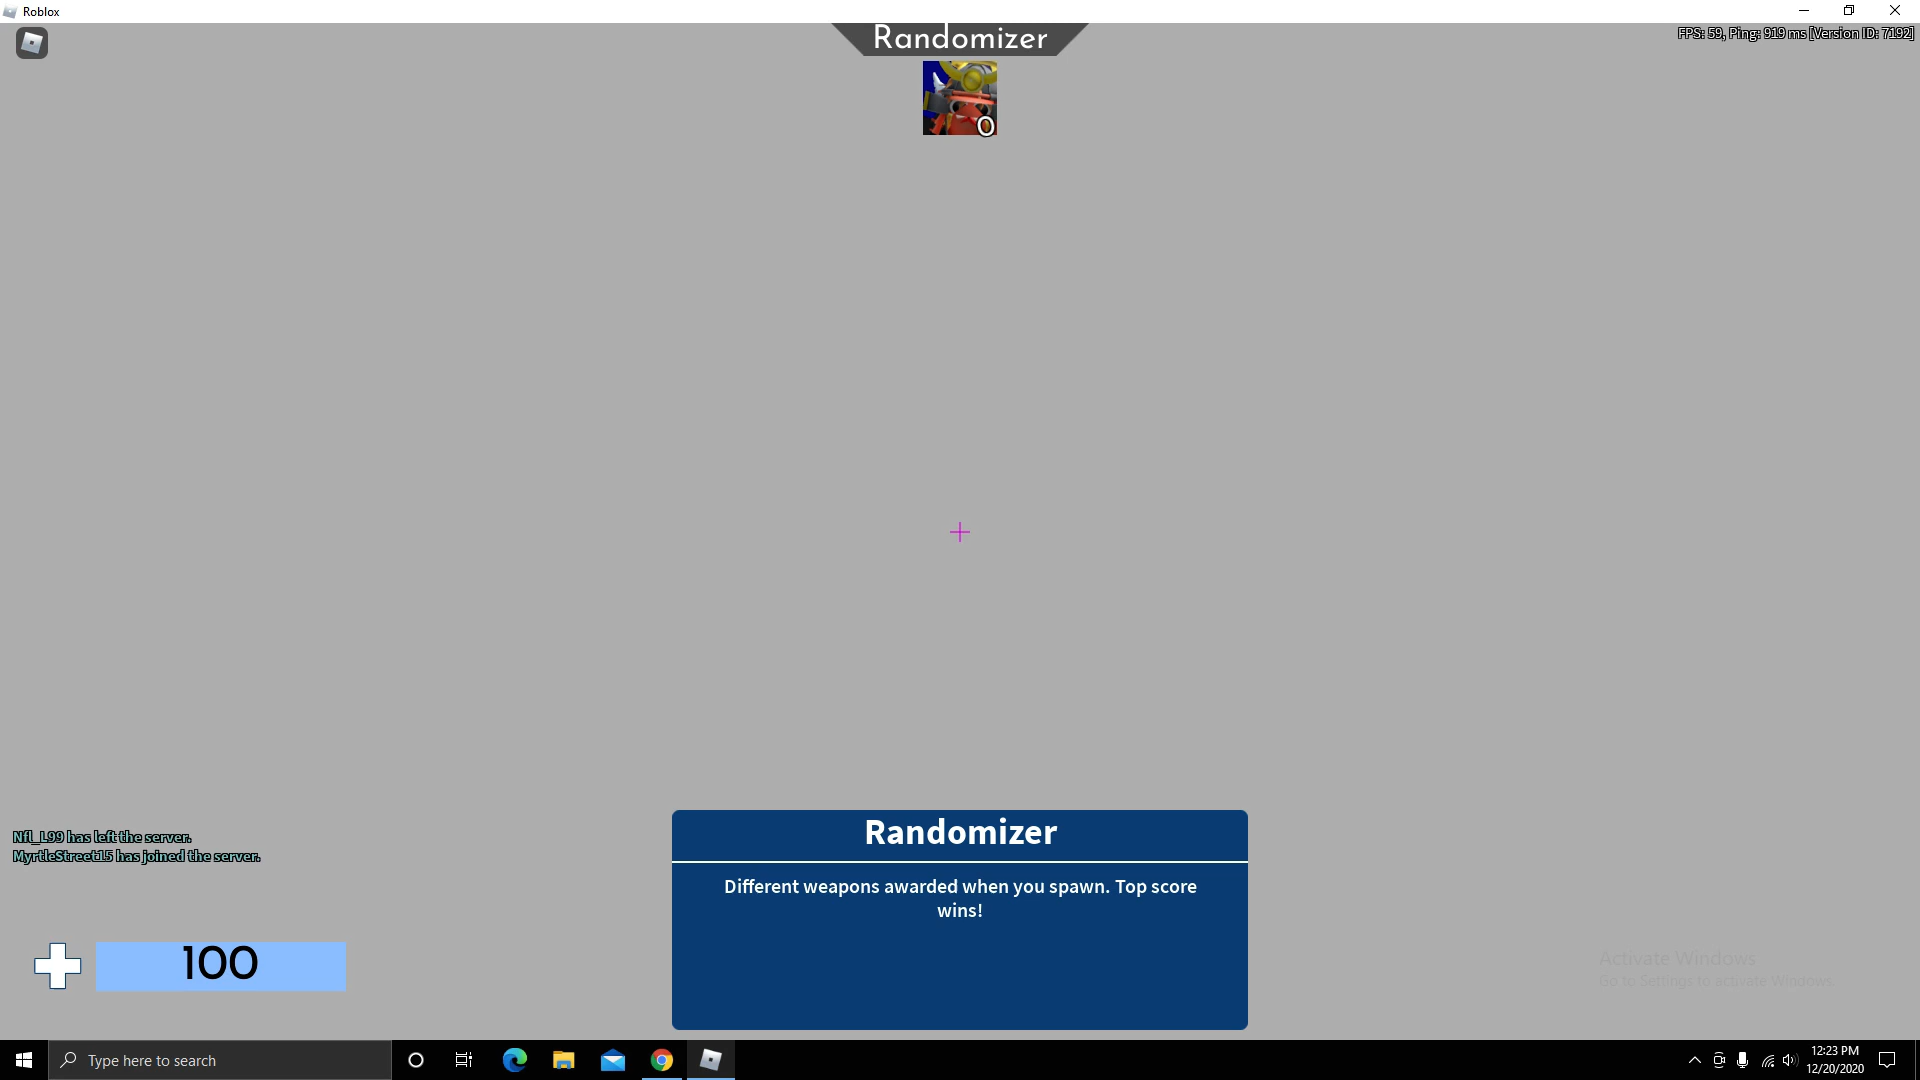 Roblox
Randomizer
FPS: 59, Ping: 919 ms [Version ID: 7192]
0
Nfl_L99 has left the server.
MyrtleStreet15 has joined the server.
Randomizer
Different weapons awarded when you spawn. Top score
wins!
100
Activate Windows
Go to Settings to activate Windows.
Type here to search
12:23 PM
12/20/2020